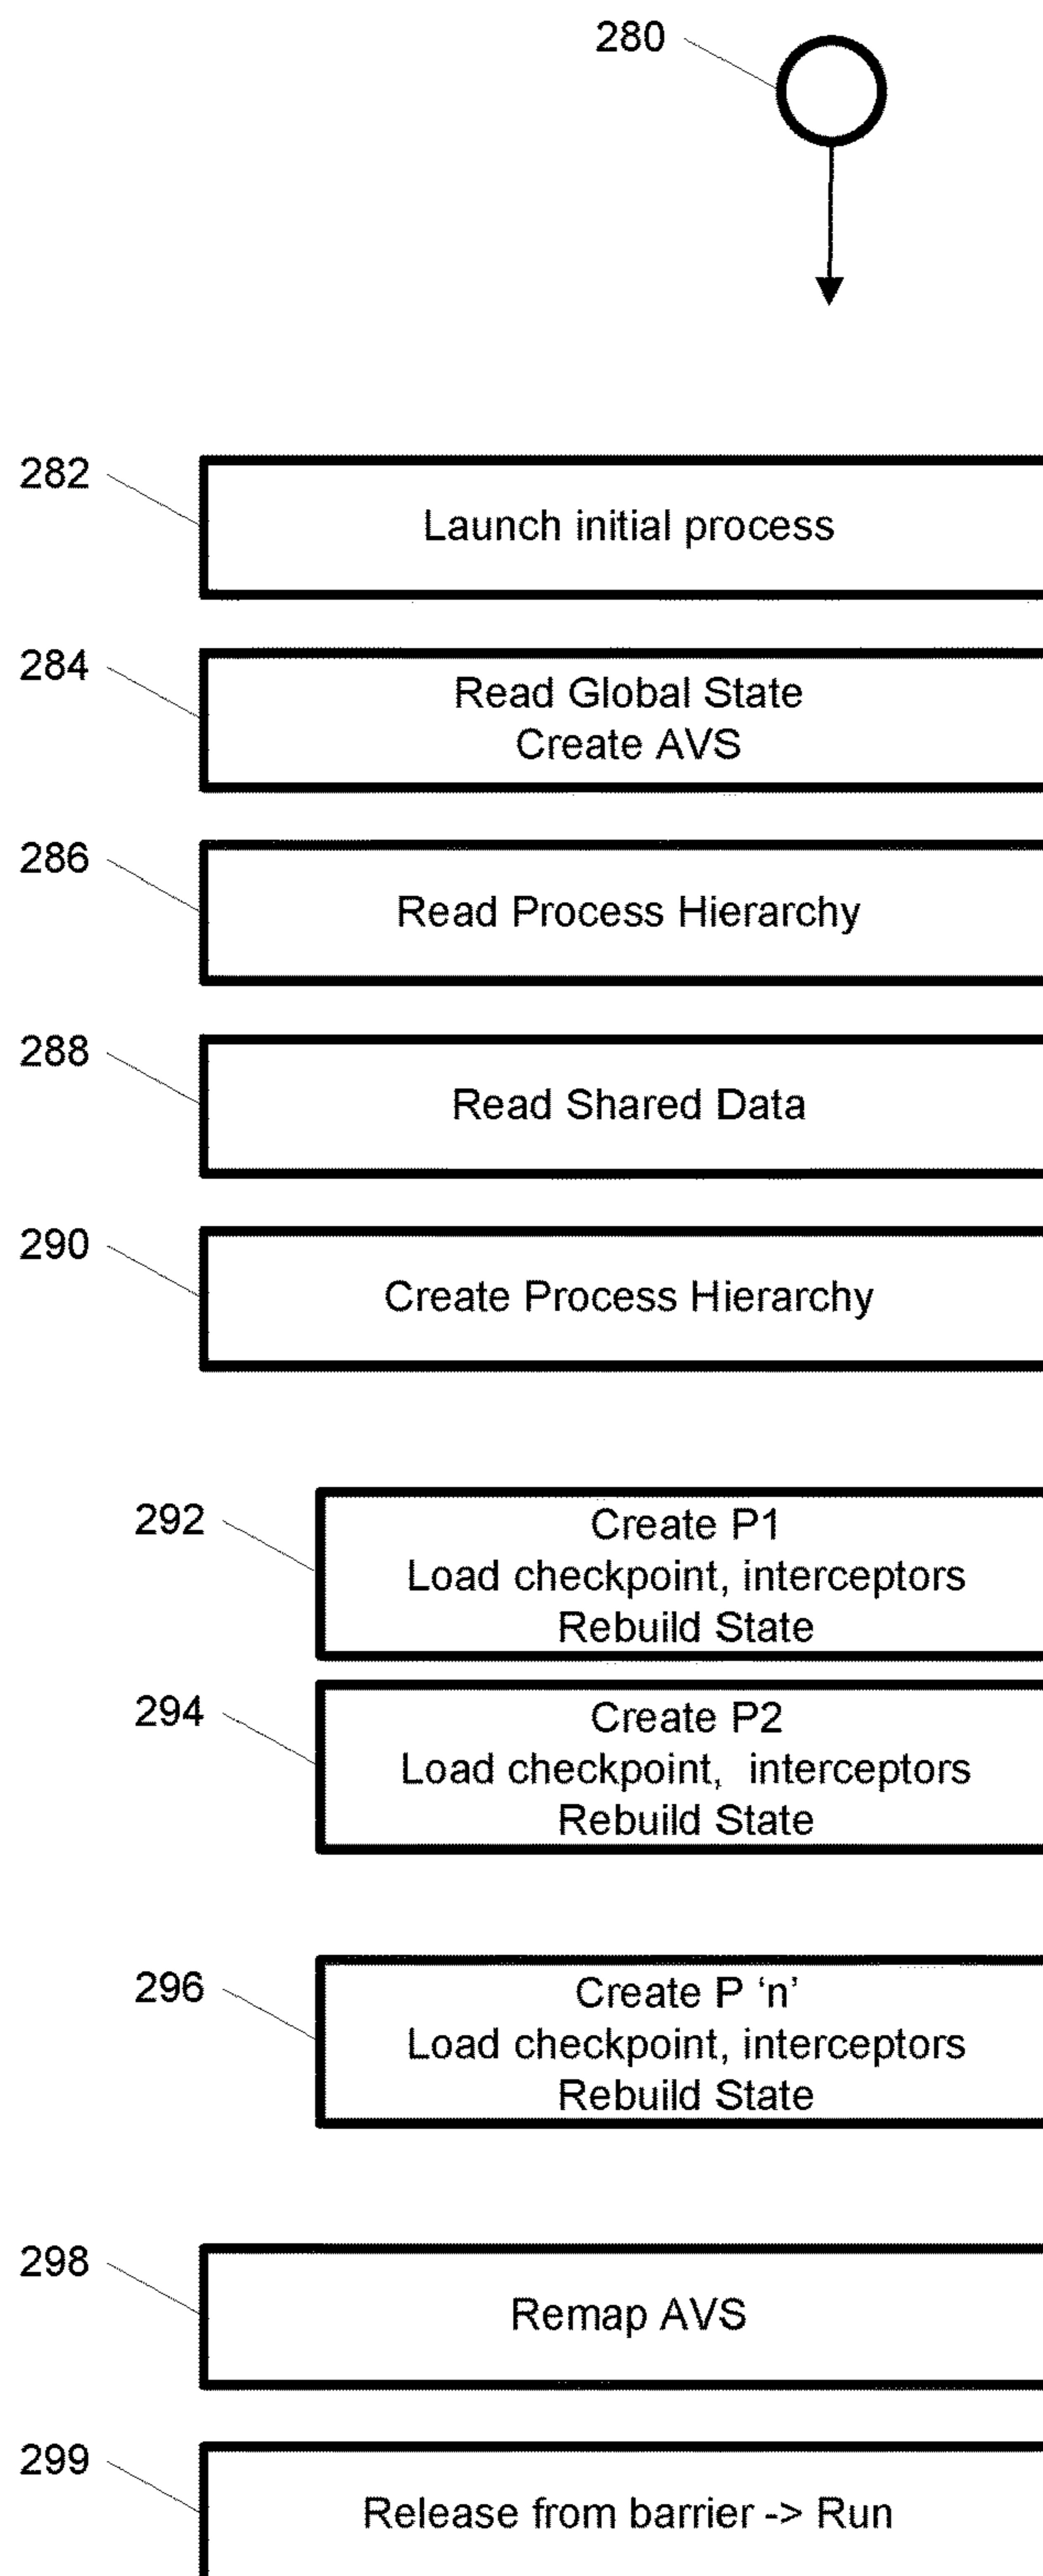 280
282
Launch initial process
284
Read Global State
Create AVS
286
Read Process Hierarchy
288
Read Shared Data
290
Create Process Hierarchy
292
Create P1
Load checkpoint, interceptors
Rebuild State
294
Create P2
Load checkpoint, interceptors
Rebuild State
296
Create P ‘n’
Load checkpoint, interceptors
Rebuild State
298
Remap AVS
299
Release from barrier -> Run